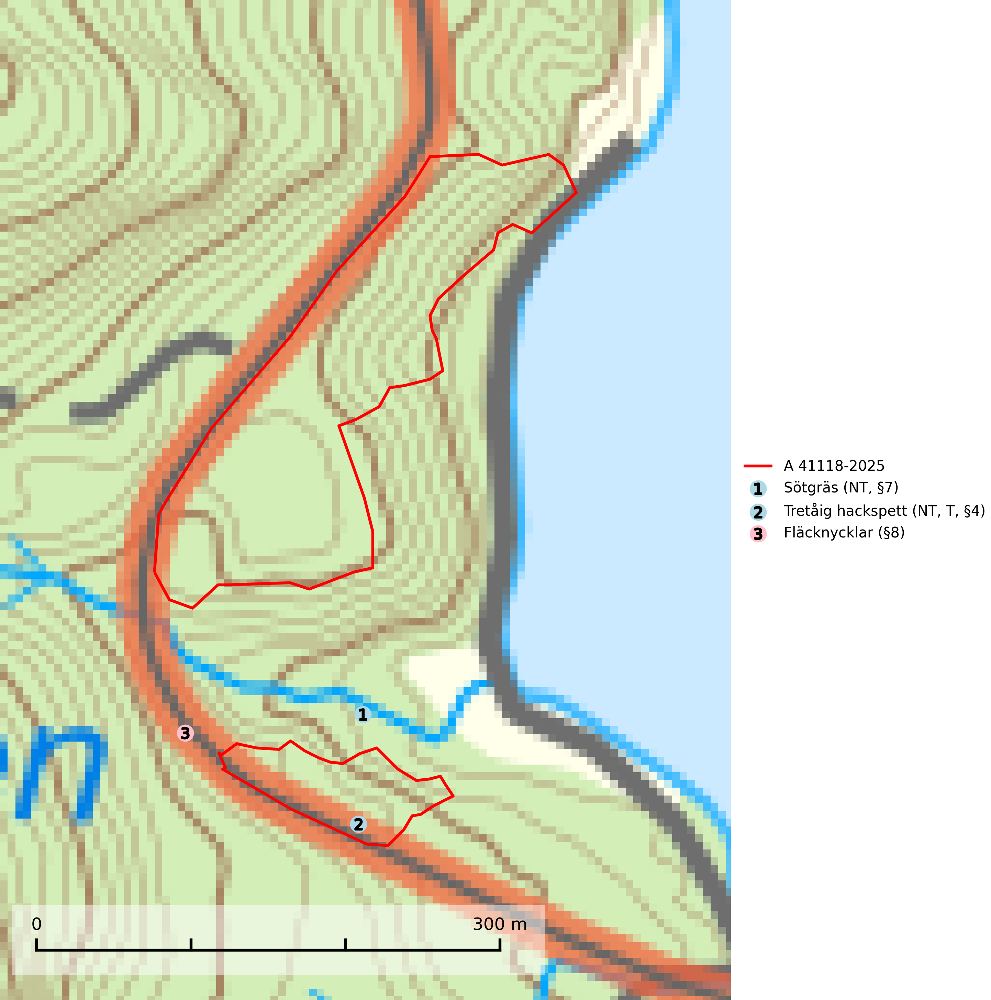 A 41118-2025
1 Sötgräs (NT, §7)
2 Tretåig hackspett (NT, T, §4)
3 Fläcknycklar (§8)
1
3
2
0 300 m